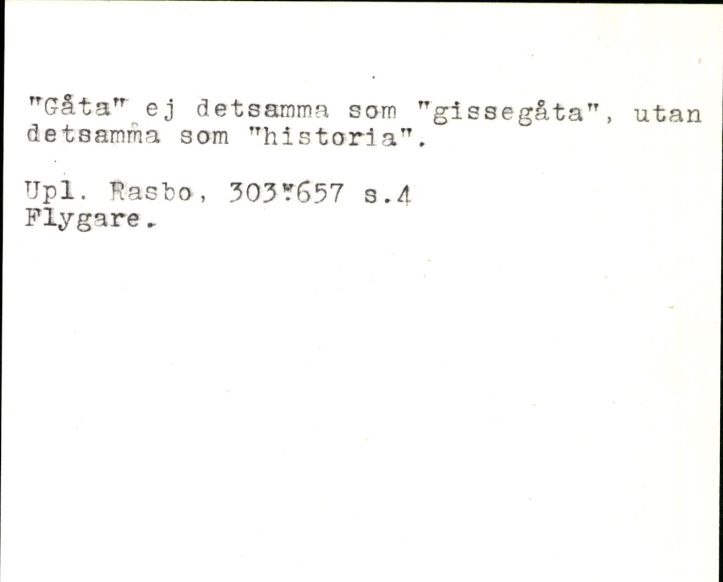 "Gåta" ej detsamma som "gissegåta", utan
detsamma som "historia".
Upl. Rasbo, 303:657 s.4
Flygare.